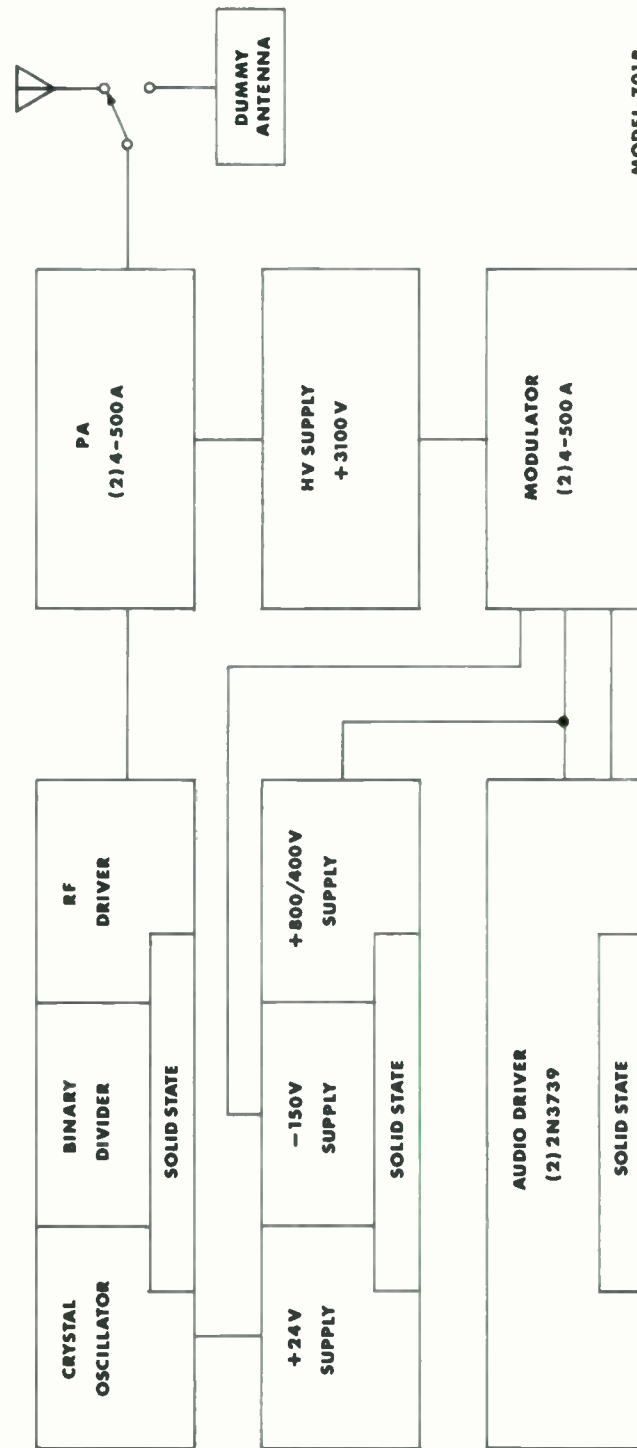 CRYSTAL
OSCILLATOR
BINARY
DIVIDER
RF
DRIVER
SOLID STATE
PA
(2) 4-500A
DUMMY
ANTENNA
+24V
SUPPLY
-150V
SUPPLY
+800/400V
SUPPLY
SOLID STATE
HV SUPPLY
+3100V
AUDIO DRIVER
(2) 2N3739
SOLID STATE
MODULATOR
(2) 4-500A